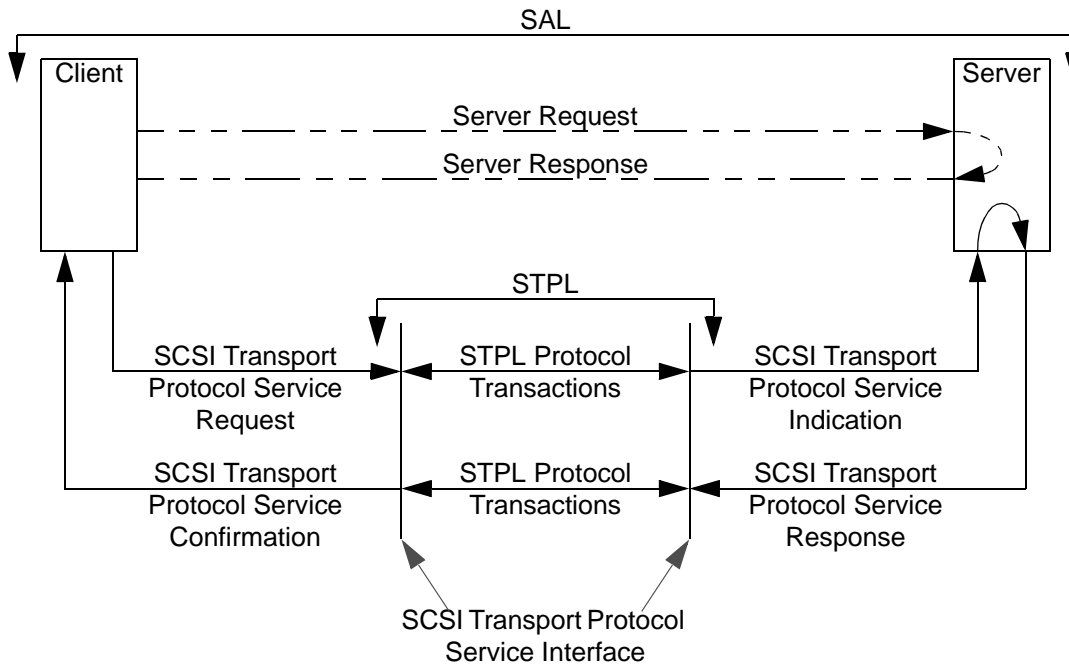 SAL
Client
Server
Server Request
Server Response
STPL
SCSI Transport
Protocol Service
Request
STPL Protocol
Transactions
SCSI Transport
Protocol Service
Indication
SCSI Transport
Protocol Service
Confirmation
STPL Protocol
Transactions
SCSI Transport
Protocol Service
Response
SCSI Transport Protocol
Service Interface